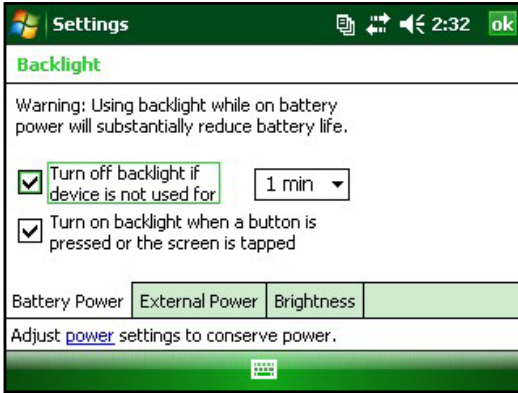 Settings 2:32 ok
Backlight
Warning: Using backlight while on battery
power will substantially reduce battery life.
Turn off backlight if
device is not used for 1 min
Turn on backlight when a button is
pressed or the screen is tapped
Battery Power External Power Brightness
Adjust power settings to conserve power.